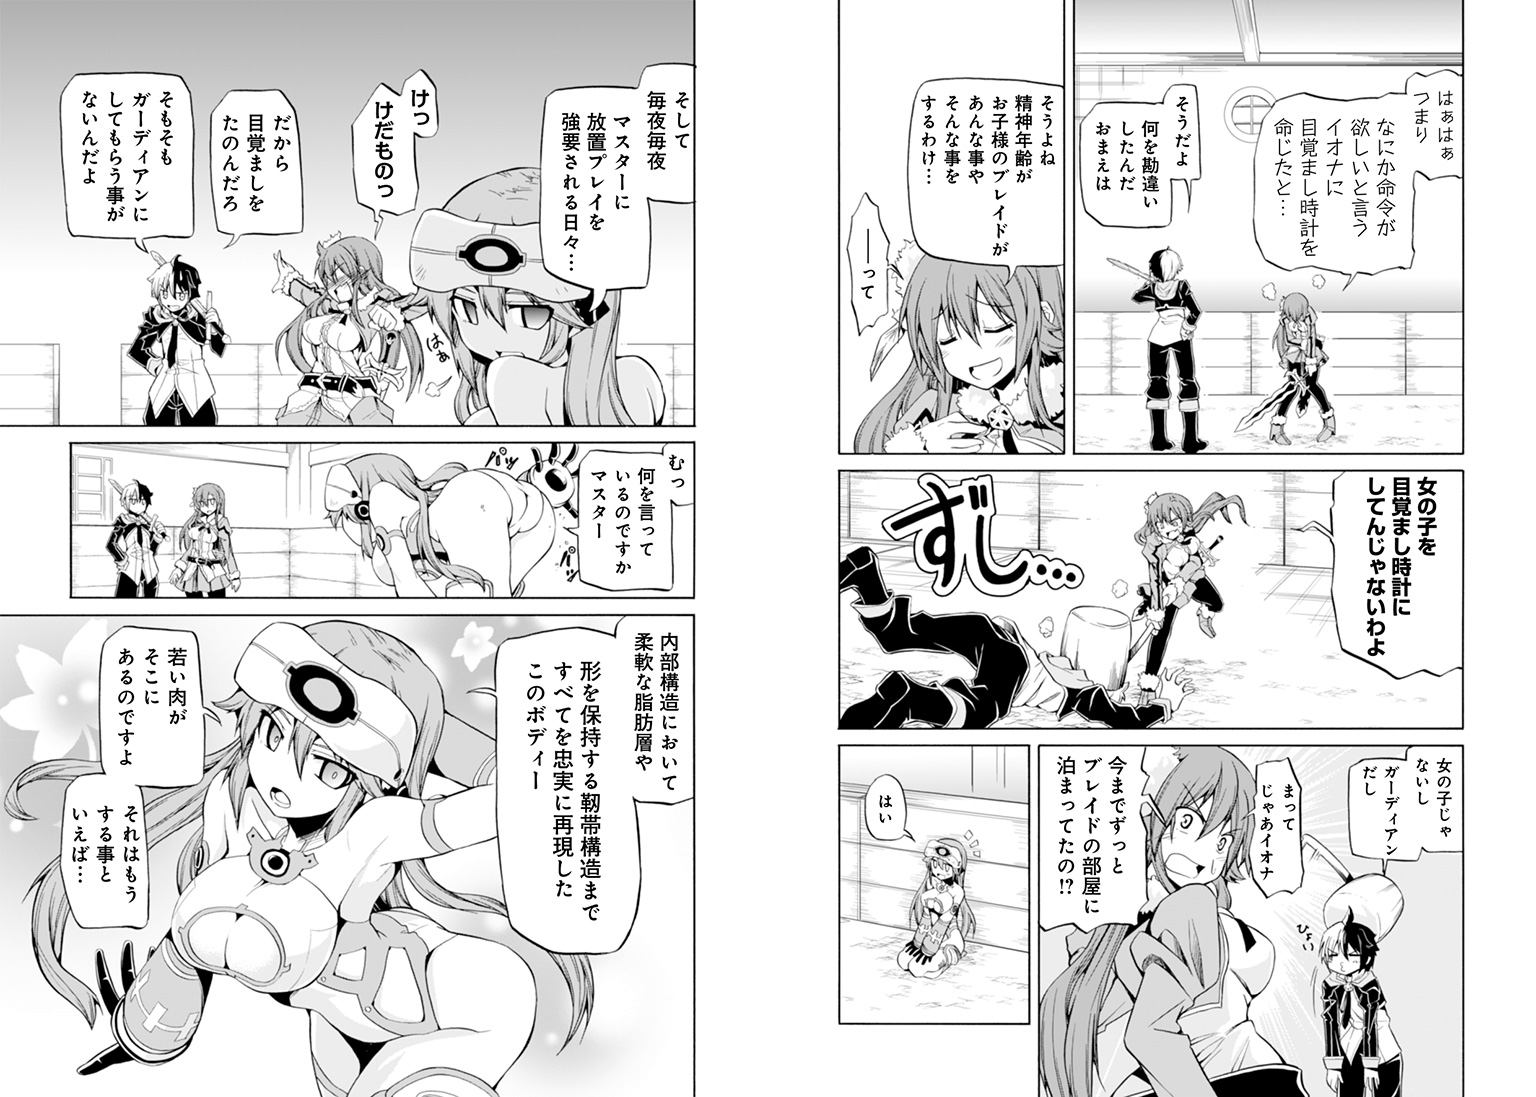 はぁはぁ
つまり
なにか命令が
欲しいと言う
イオナに
目覚まし時計を
命じたと…
そうだよ
何を勘違い
したんだ
おまえは
そうよね
精神年齢が
お子様のブレイドが
あんな事や
そんな事を
するわけ…
――って
女の子を
目覚まし時計に
してんじゃないわよ
ずし…‥
女の子じゃ
ないし
ガーディアン
だし
まって
じゃあイオナ
今までずっと
ブレイドの部屋に
泊まってたの!?
ひょい
はい
そして
毎夜毎夜
マスターに
放置プレイを
強要される日々…
はぁ
けっ
けだものっ
だから
目覚ましを
たのんだろ
そもそも
ガーディアンに
してもらう事が
ないんだよ
むっ
何を言って
いるのですか
マスター
パッ
パッ
内部構造において
柔軟な脂肪層や
形を保持する靭帯構造まで
すべてを忠実に再現した
このボディー
若い肉が
そこに
あるのですよ
それはもう
する事と
いえば…